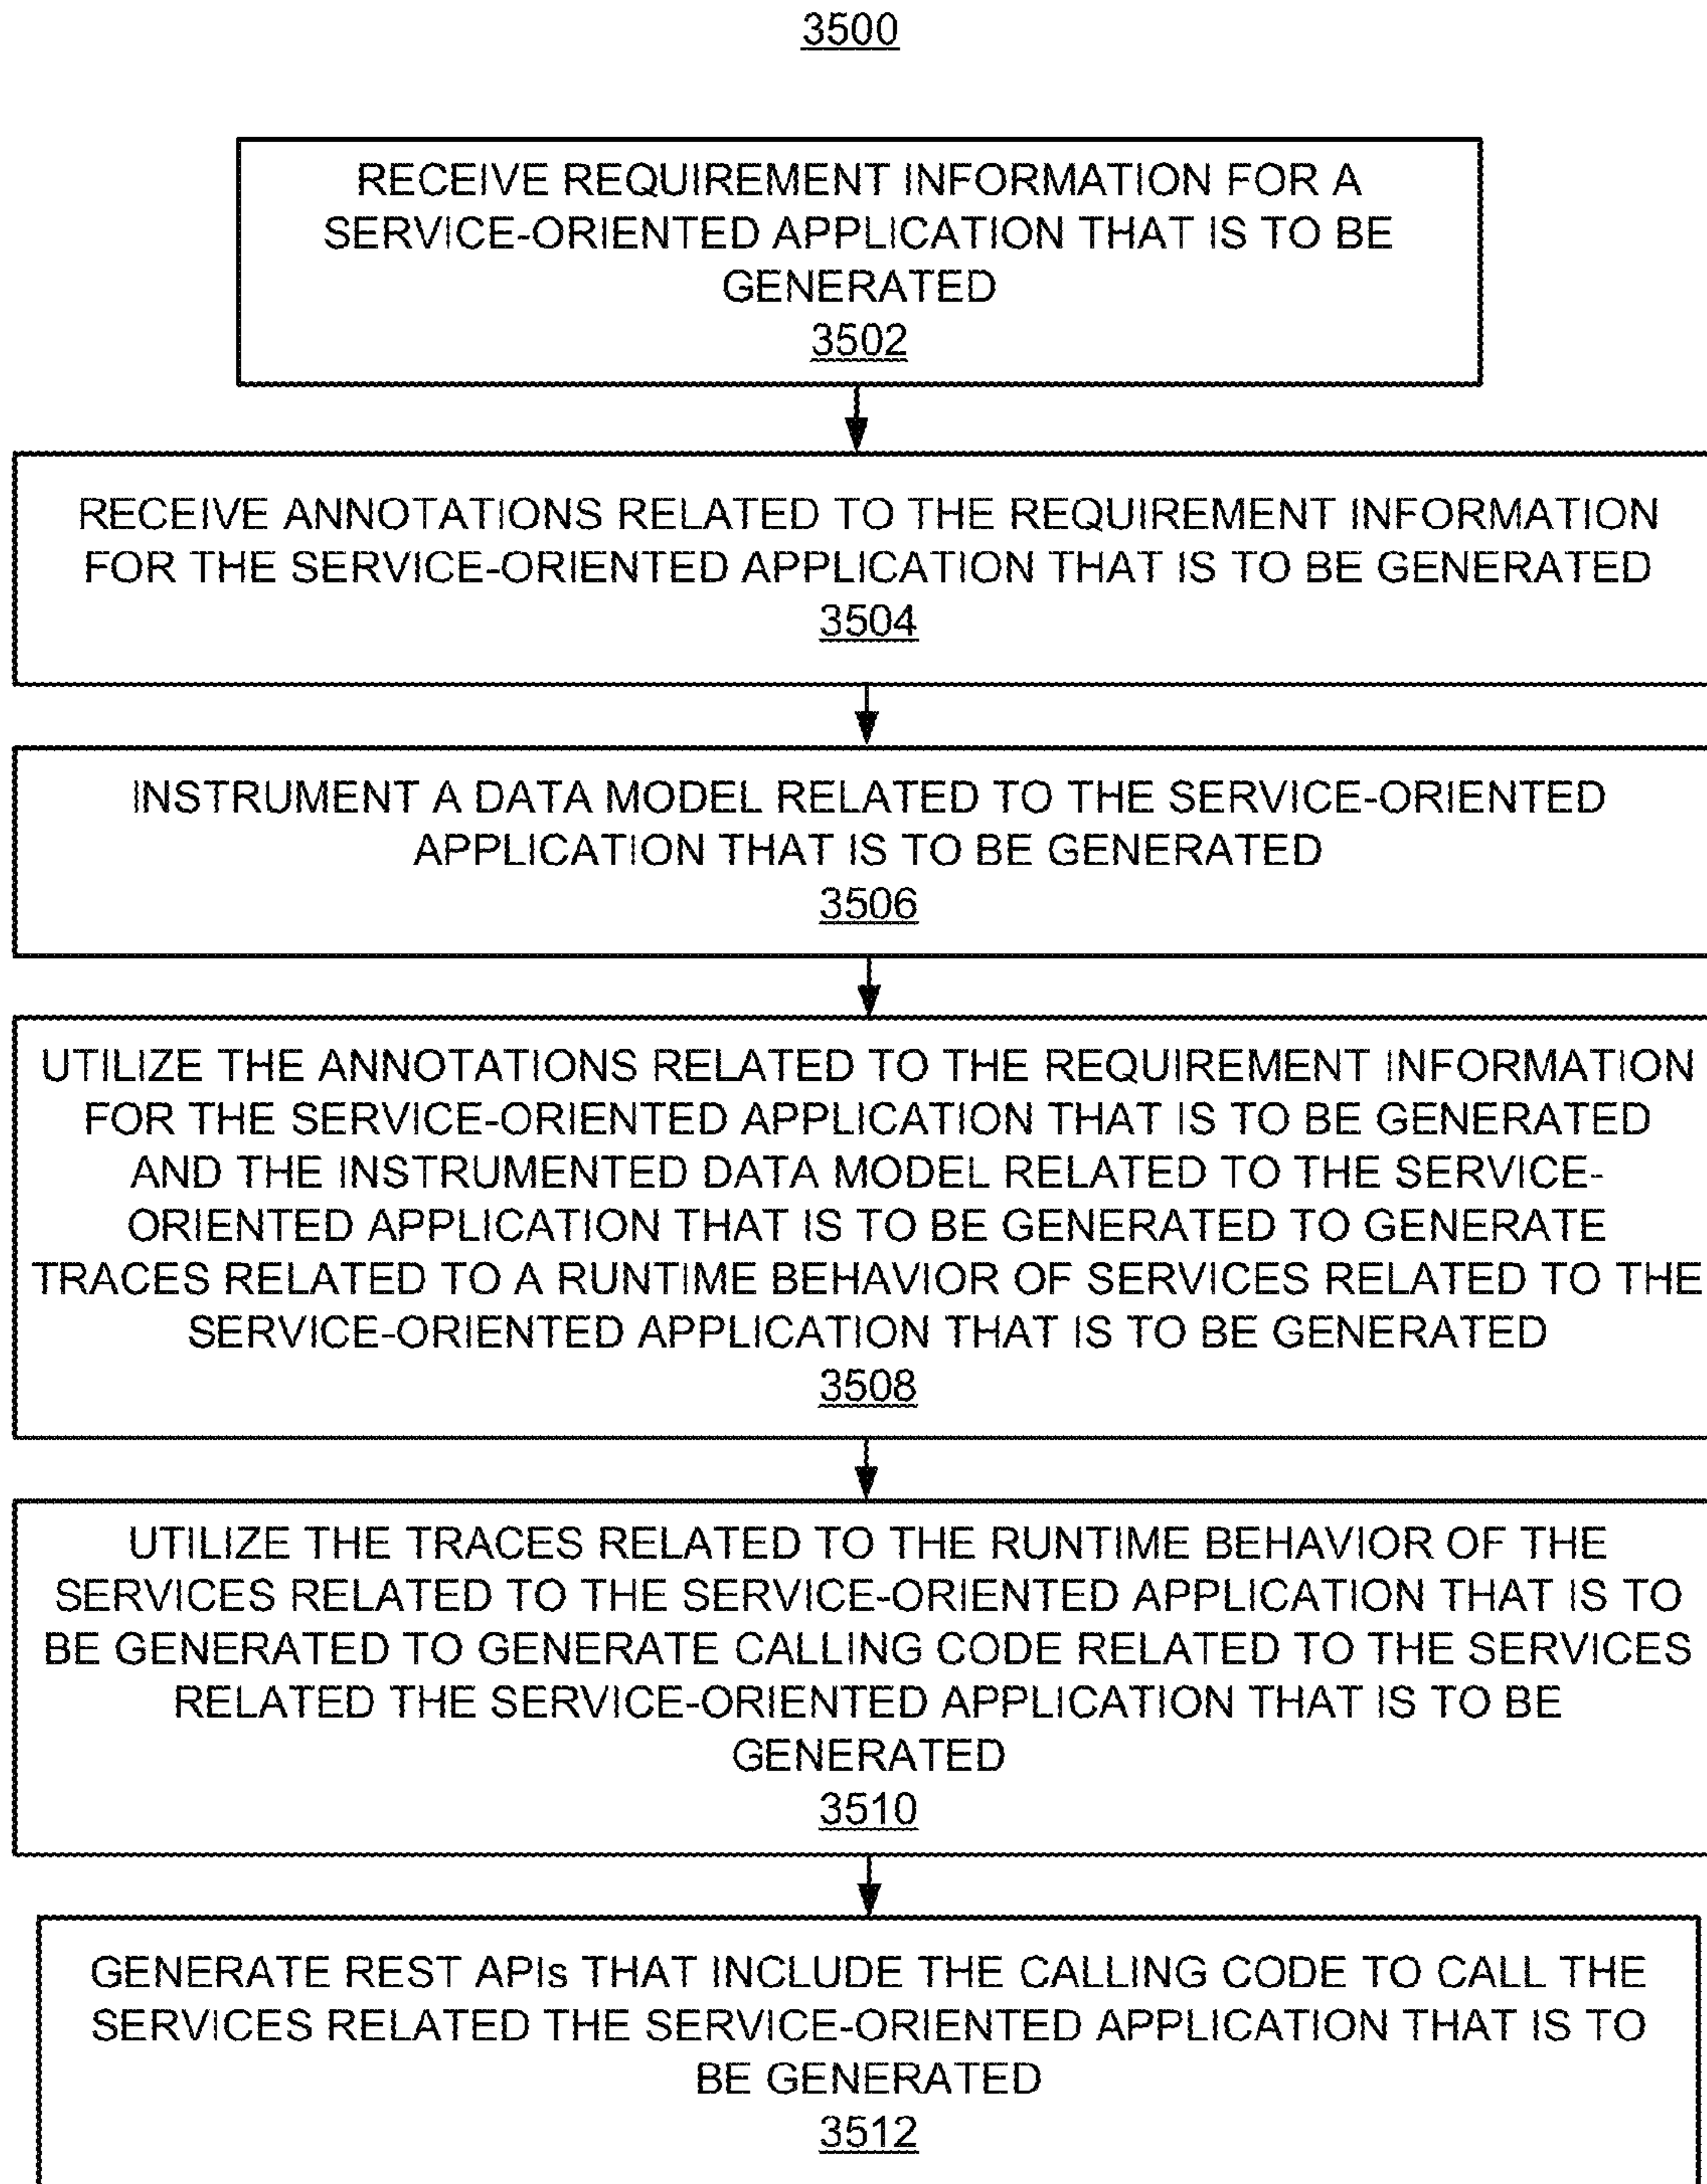 3500
RECEIVE REQUIREMENT INFORMATION FOR A
SERVICE-ORIENTED APPLICATION THAT IS TO BE
GENERATED
3502
RECEIVE ANNOTATIONS RELATED TO THE REQUIREMENT INFORMATION
FOR THE SERVICE-ORIENTED APPLICATION THAT IS TO BE GENERATED
3504
INSTRUMENT A DATA MODEL RELATED TO THE SERVICE-ORIENTED
APPLICATION THAT IS TO BE GENERATED
3506
UTILIZE THE ANNOTATIONS RELATED TO THE REQUIREMENT INFORMATION
FOR THE SERVICE-ORIENTED APPLICATION THAT IS TO BE GENERATED
AND THE INSTRUMENTED DATA MODEL RELATED TO THE SERVICE-
ORIENTED APPLICATION THAT IS TO BE GENERATED TO GENERATE
TRACES RELATED TO A RUNTIME BEHAVIOR OF SERVICES RELATED TO THE
SERVICE-ORIENTED APPLICATION THAT IS TO BE GENERATED
3508
UTILIZE THE TRACES RELATED TO THE RUNTIME BEHAVIOR OF THE
SERVICES RELATED TO THE SERVICE-ORIENTED APPLICATION THAT IS TO
BE GENERATED TO GENERATE CALLING CODE RELATED TO THE SERVICES
RELATED THE SERVICE-ORIENTED APPLICATION THAT IS TO BE
GENERATED
3510
GENERATE REST APIs THAT INCLUDE THE CALLING CODE TO CALL THE
SERVICES RELATED THE SERVICE-ORIENTED APPLICATION THAT IS TO
BE GENERATED
3512